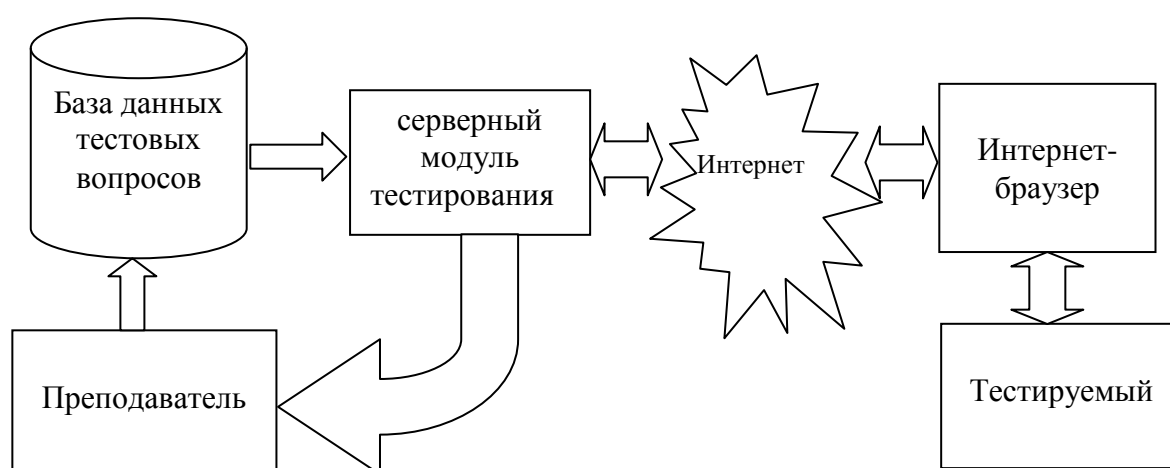 База данных
тестовых
вопросов
серверный
модуль
тестирования
Интернет
Интернет-
браузер
Преподаватель
Тестируемый